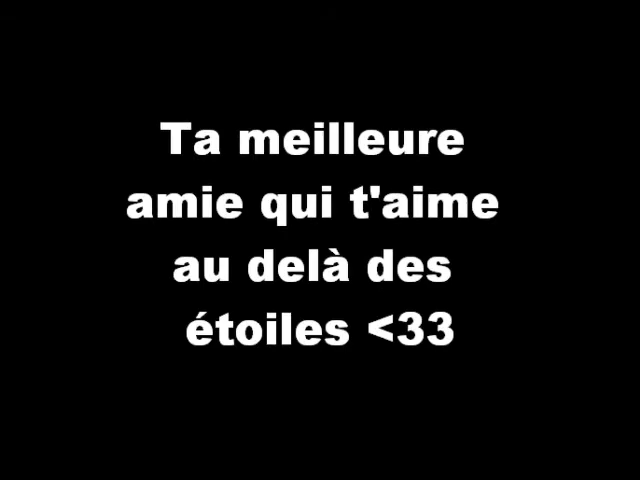 Ta meilleure
amie qui t'aime
au delà des
étoiles <33